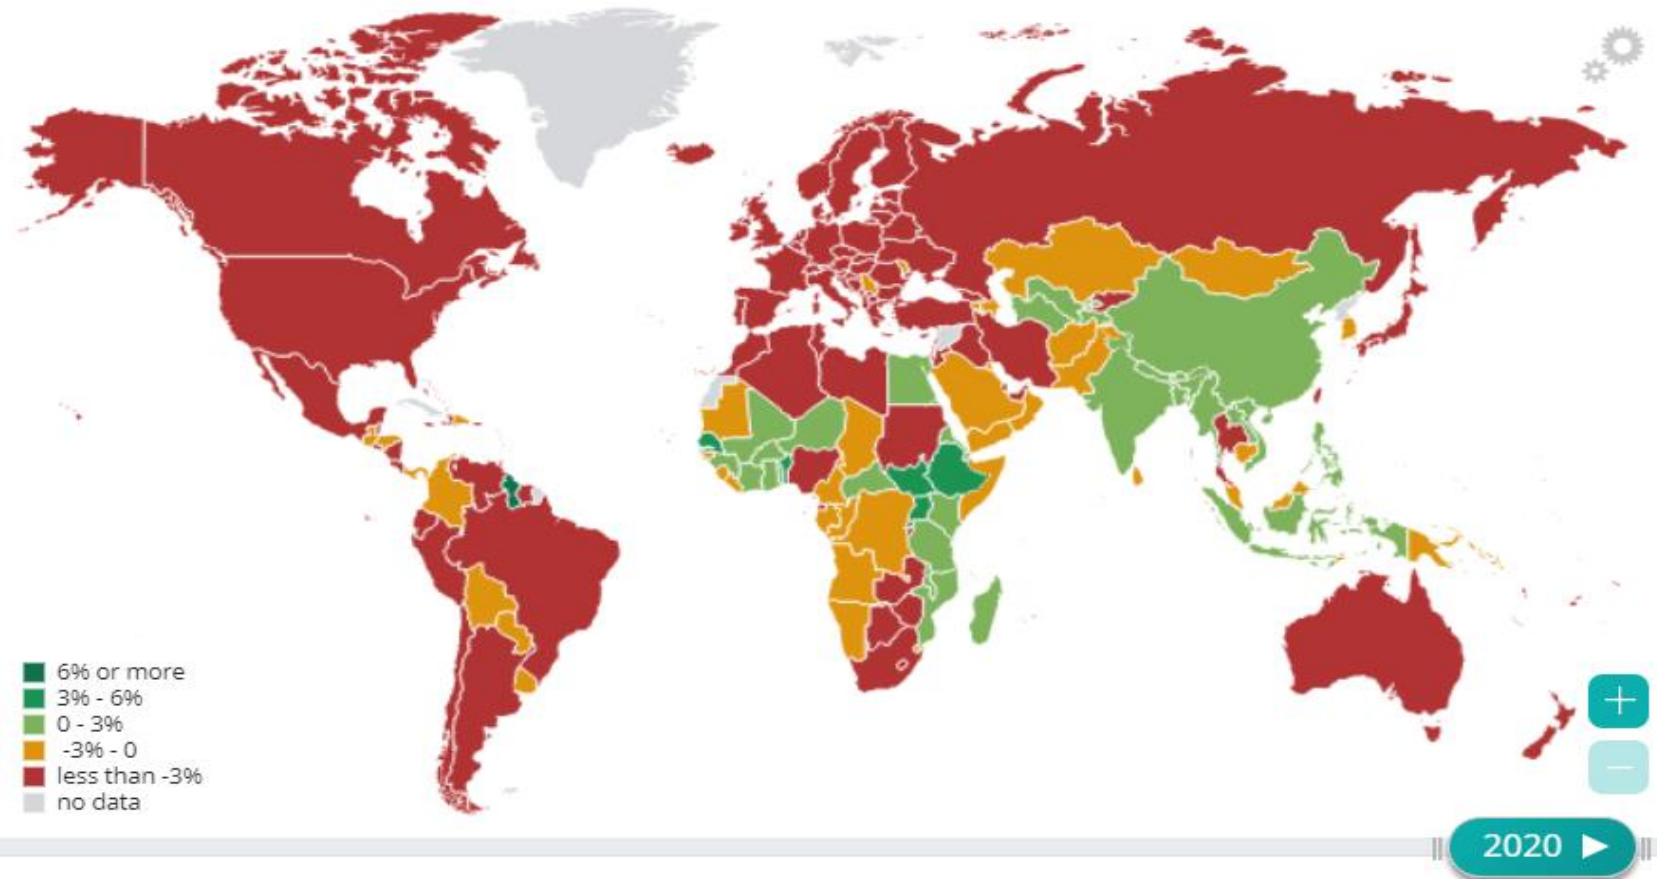 6% or more
3% - 6%
0 - 3%
-3% - 0
less than -3%
no data
2020